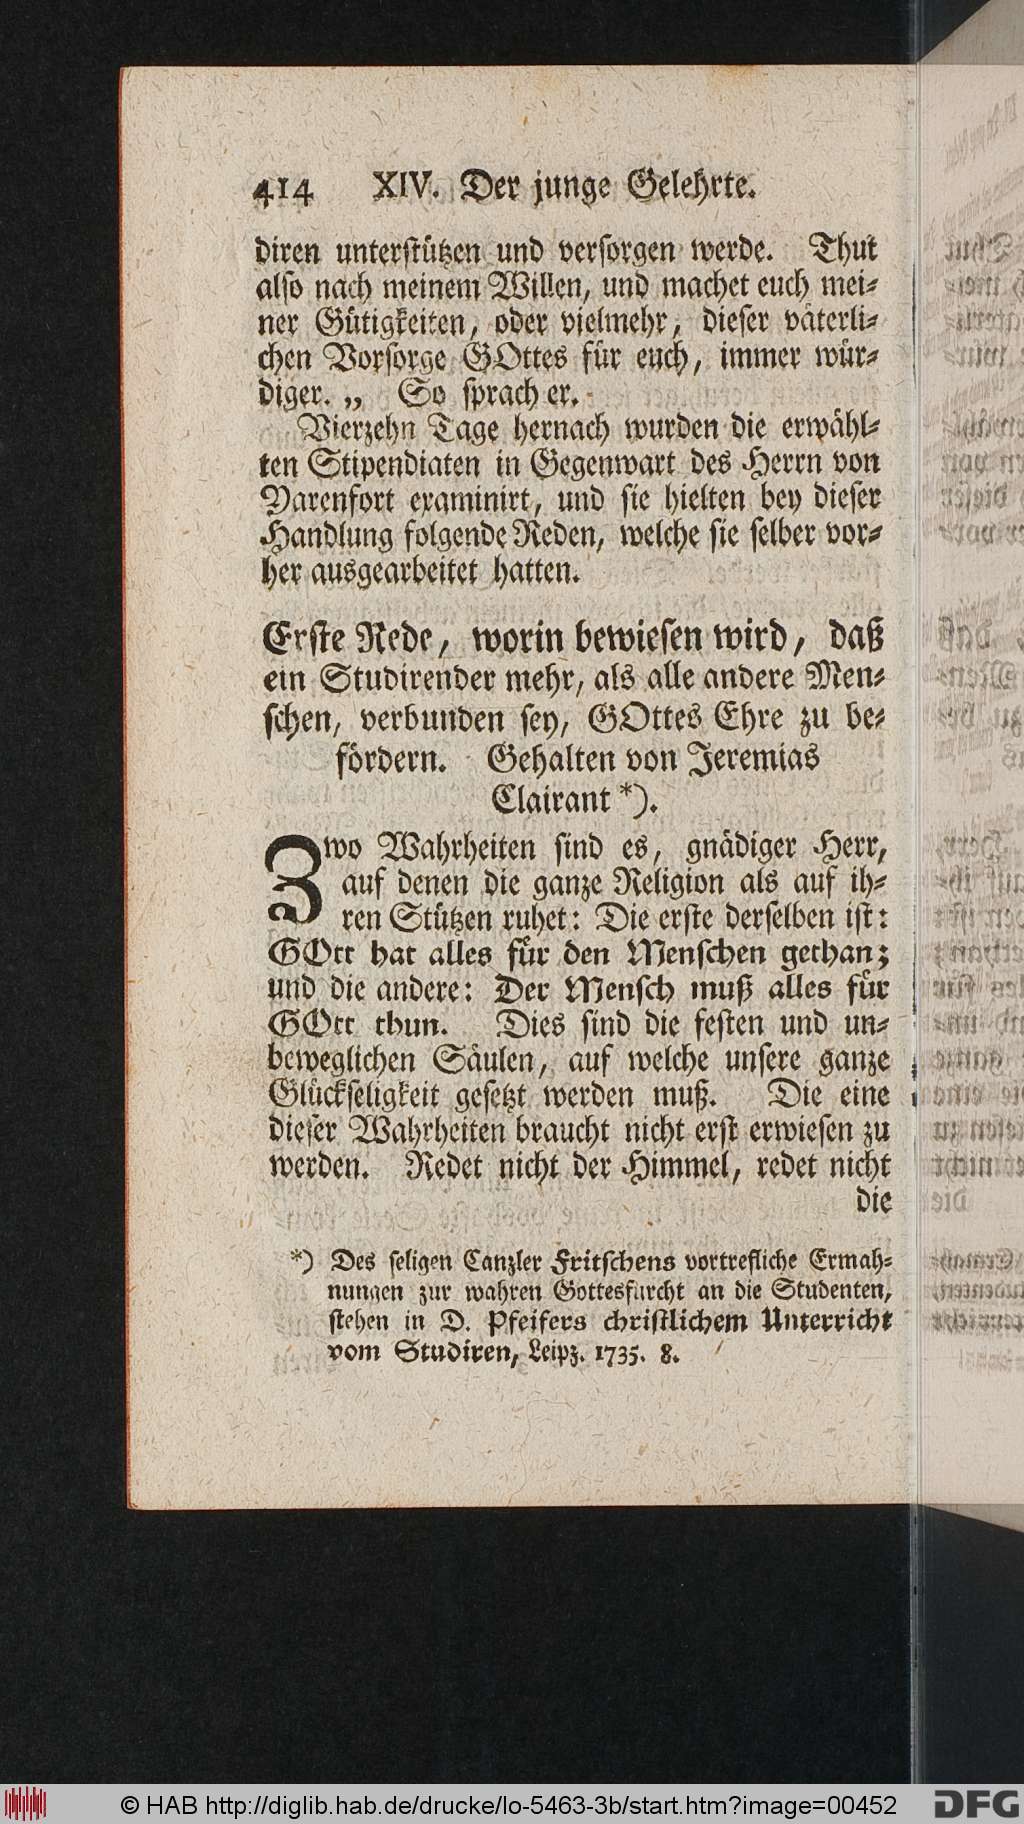 414 XIV. Der junge Gelehrte.
diren unterstützen und versorgen werde. Thut
also nach meinem Willen, und machet euch mei-
ner Gütigkeiten, oder vielmehr, dieser väterli-
chen Vorsorge GOttes für euch, immer wür-
diger. „ So sprach er.
Vierzehn Tage hernach wurden die erwähl-
ten Stipendiaten in Gegenwart des Herrn von
Varenfort examinirt, und sie hielten bey dieser
Handlung folgende Reden, welche sie selber vor-
her ausgearbeitet hatten.
Erste Rede, worin bewiesen wird, daß
ein Studirender mehr, als alle andere Men-
schen, verbunden sey, GOttes Ehre zu be-
fördern. Gehalten von Jeremias
Clairant *).
Zwo Wahrheiten sind es, gnädiger Herr,
auf denen die ganze Religion als auf ih-
ren Stützen ruhet: Die erste derselben ist:
GOtt hat alles für den Menschen gethan;
und die andere: Der Mensch muß alles für
GOtt thun. Dies sind die festen und un-
beweglichen Säulen, auf welche unsere ganze
Glückseligkeit gesetzt werden muß. Die eine
dieser Wahrheiten braucht nicht erst erwiesen zu
werden. Redet nicht der Himmel, redet nicht
die
*) Des seligen Canzler Fritschens vortrefliche Ermah-
nungen zur wahren Gottesfurcht an die Studenten,
stehen in D. Pfeifers christlichem Unterricht
vom Studiren, Leipz. 1735. 8.
© HAB http://diglib.hab.de/drucke/lo-5463-3b/start.htm?image=00452
DFG